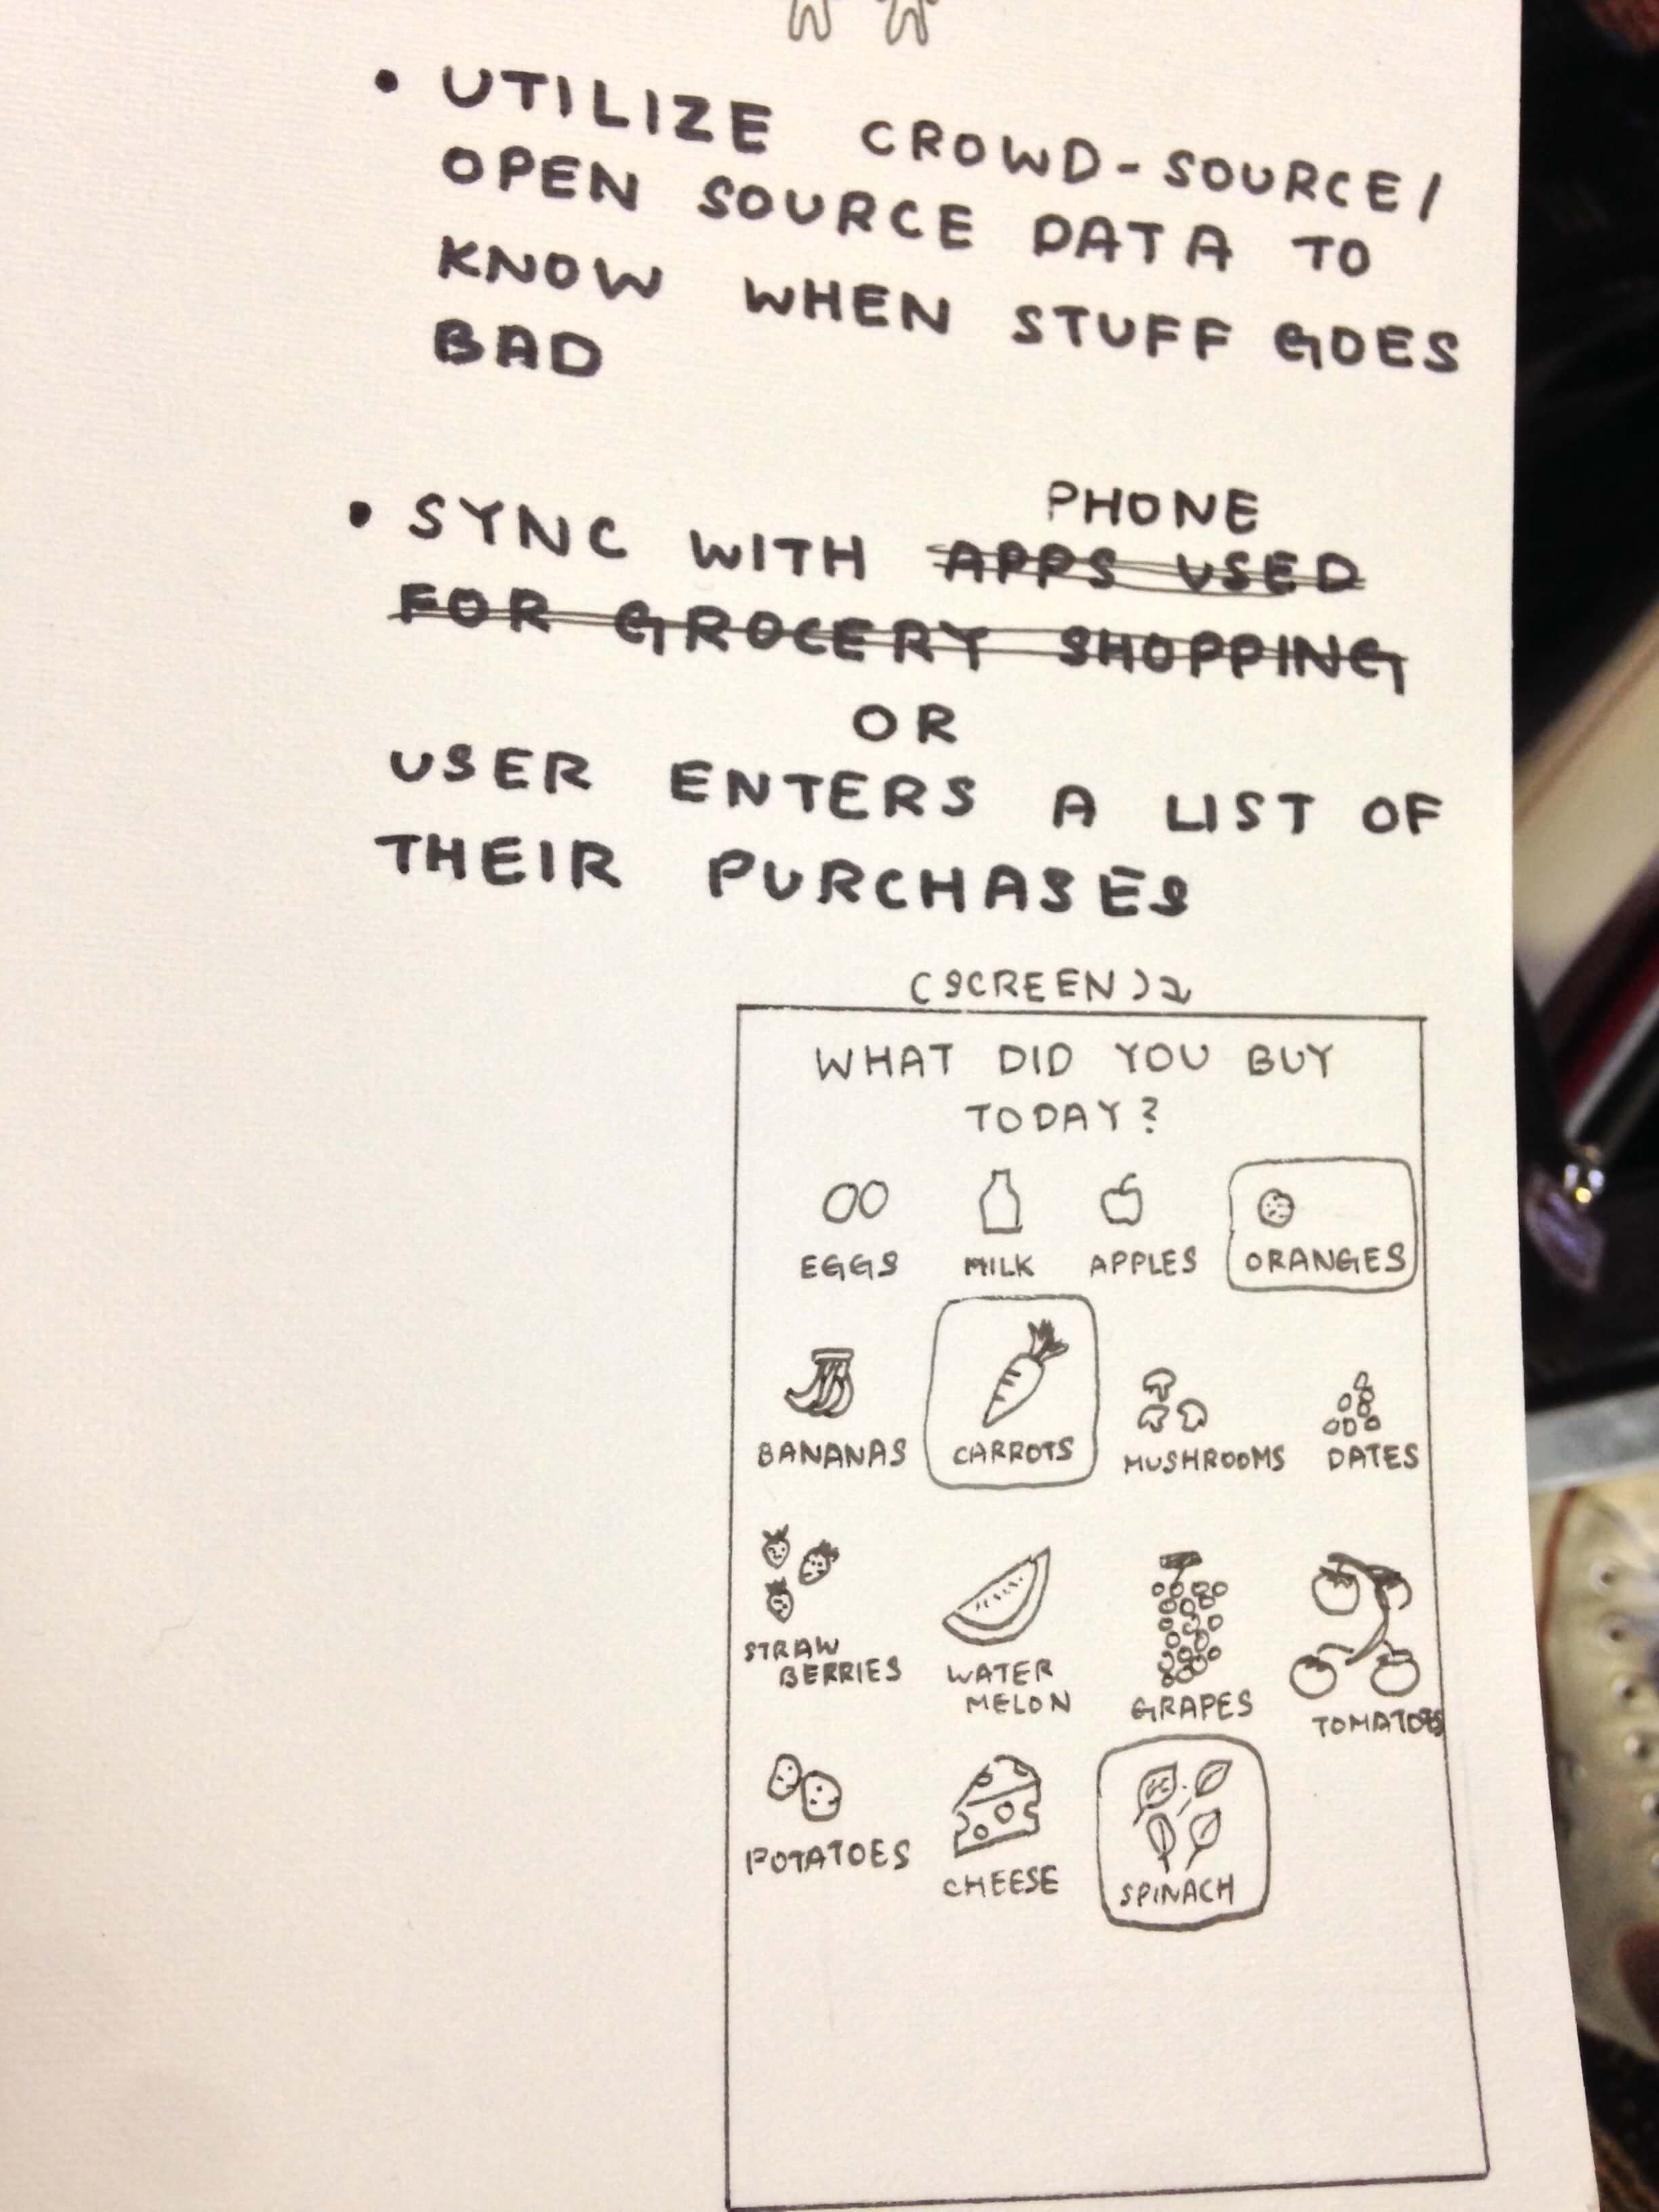 • UTILIZE CROWD-SOURCE/
OPEN SOURCE DATA TO
KNOW WHEN STUFF GOES
BAD
PHONE
• SYNC WITH APPS USED
FOR GROCERY SHOPPING
OR
USER ENTERS A LIST OF
THEIR PURCHASES
(SCREEN)
WHAT DID YOU BUY
TODAY?
EGGS MILK APPLES ORANGES
BANANAS CARROTS MUSHROOMS DATES
STRAW
BERRIES
WATER
MELON
GRAPES
TOMATOES
POTATOES
CHEESE
SPINACH